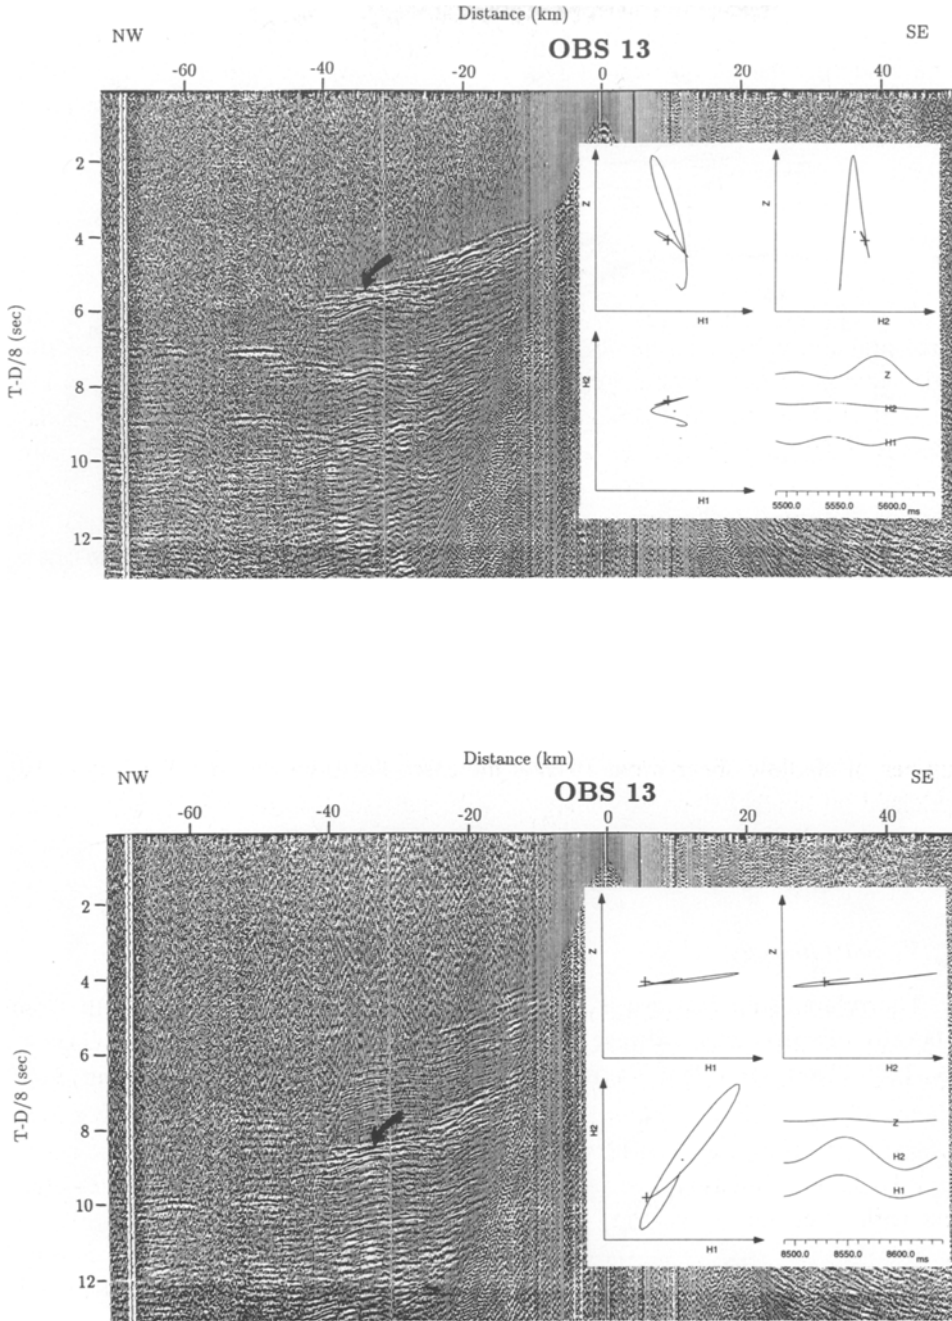 Distance (km)
NW
OBS 13
SE
-60 -40 -20 0 20 40
T-D/8 (sec)
2
4
6
8
10
12
Z
H1
Z
H2
H2
H1
Z
H2
H1
5500.0 5550.0 5600.0 ms
Distance (km)
NW
OBS 13
SE
-60 -40 -20 0 20 40
T-D/8 (sec)
2
4
6
8
10
12
Z
H1
Z
H2
H2
H1
Z
H2
H1
8500.0 8550.0 8600.0 ms